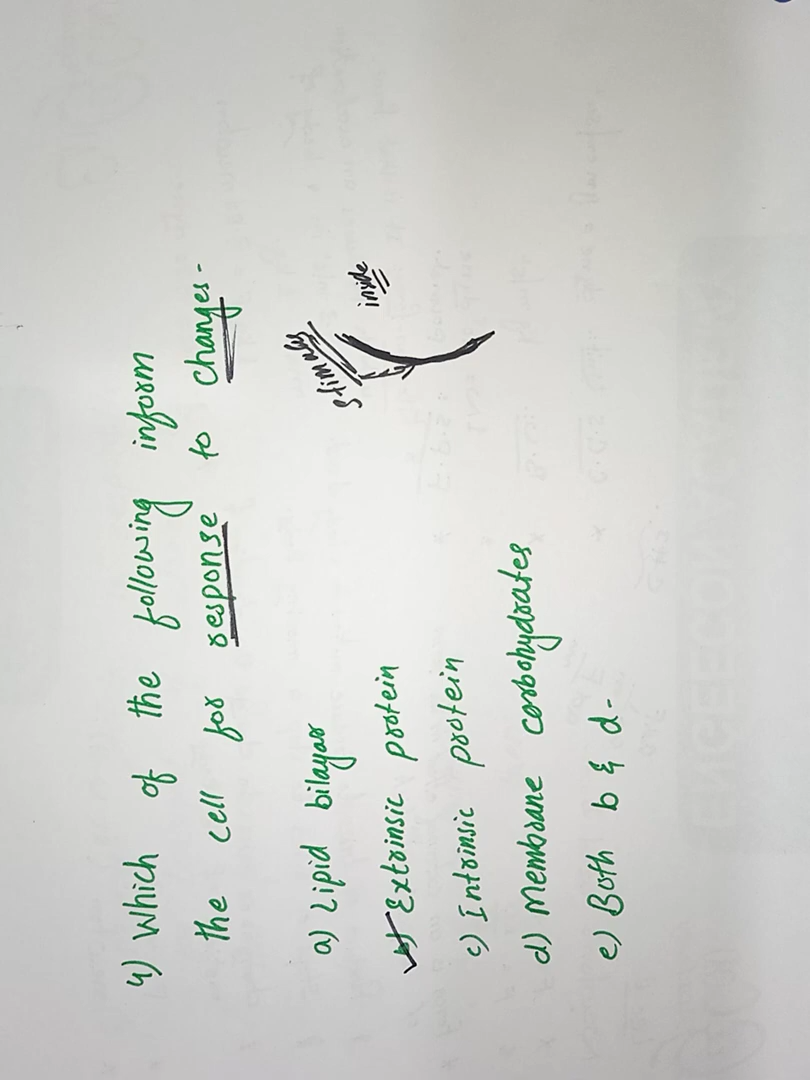 4) Which of the following inform
the cell for response to changes-
a) Lipid bilayar
b) Extrinsic protein
c) Intrinsic protein
d) Membrane carbohydrates
e) Both b & d-
Stimulus
inside